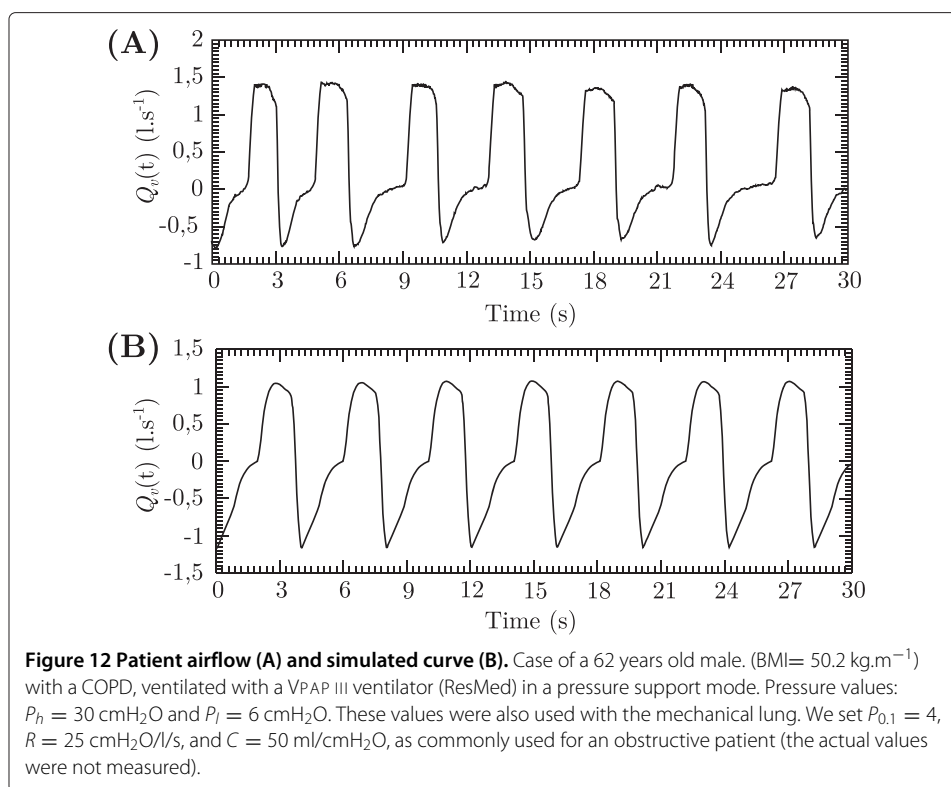 (A)
2
1,5
1
0,5
0
-0,5
-1
Qv(t) (l.s-1)
0 3 6 9 12 15 18 21 24 27 30
Time (s)
(B)
1,5
1
0,5
0
-0,5
-1
-1,5
Qv(t) (l.s-1)
0 3 6 9 12 15 18 21 24 27 30
Time (s)
Figure 12 Patient airflow (A) and simulated curve (B). Case of a 62 years old male. (BMI= 50.2 kg.m−1)
with a COPD, ventilated with a VPAP III ventilator (ResMed) in a pressure support mode. Pressure values:
Ph = 30 cmH2O and Pl = 6 cmH2O. These values were also used with the mechanical lung. We set P0.1 = 4,
R = 25 cmH2O/l/s, and C = 50 ml/cmH2O, as commonly used for an obstructive patient (the actual values
were not measured).